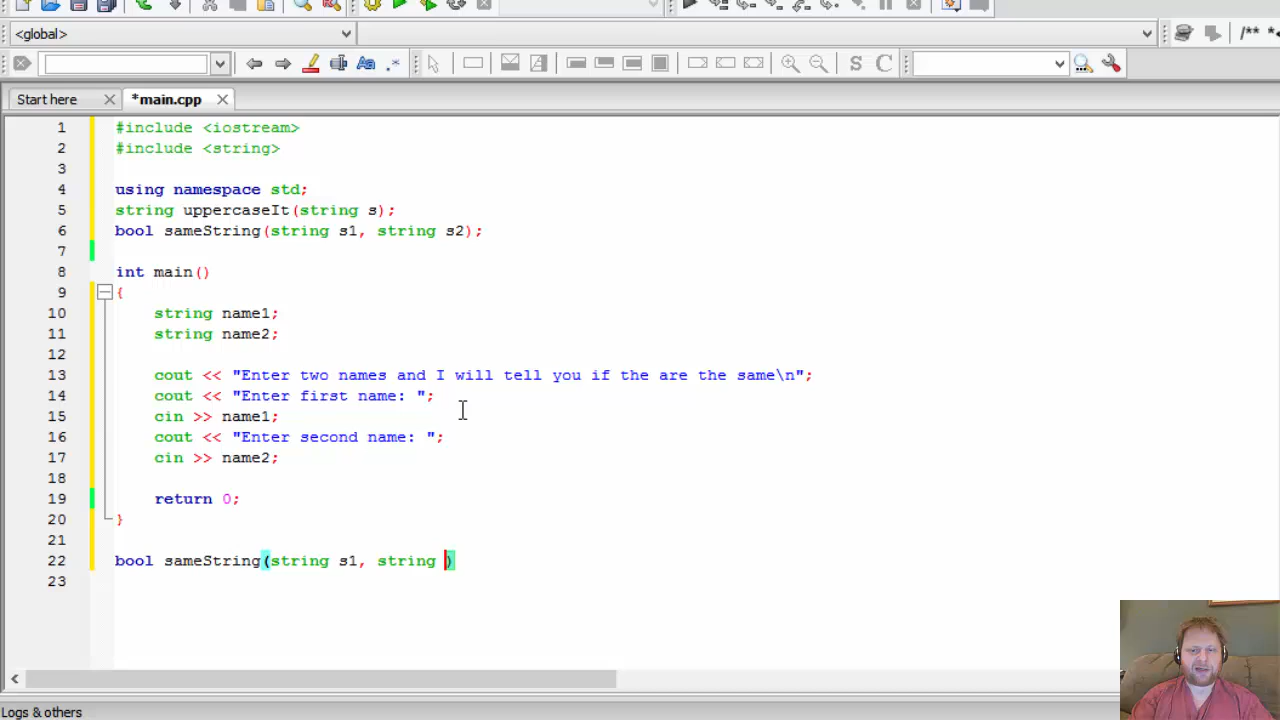 <global>
/** *
Aa .*
S C
Start here
*main.cpp
1 #include <iostream>
2 #include <string>
3
4 using namespace std;
5 string uppercaseIt(string s);
6 bool sameString(string s1, string s2);
7
8 int main()
9 {
10 string name1;
11 string name2;
12
13 cout << "Enter two names and I will tell you if the are the same\n";
14 cout << "Enter first name: ";
15 cin >> name1;
16 cout << "Enter second name: ";
17 cin >> name2;
18
19 return 0;
20 }
21
22 bool sameString(string s1, string )
23
Logs & others